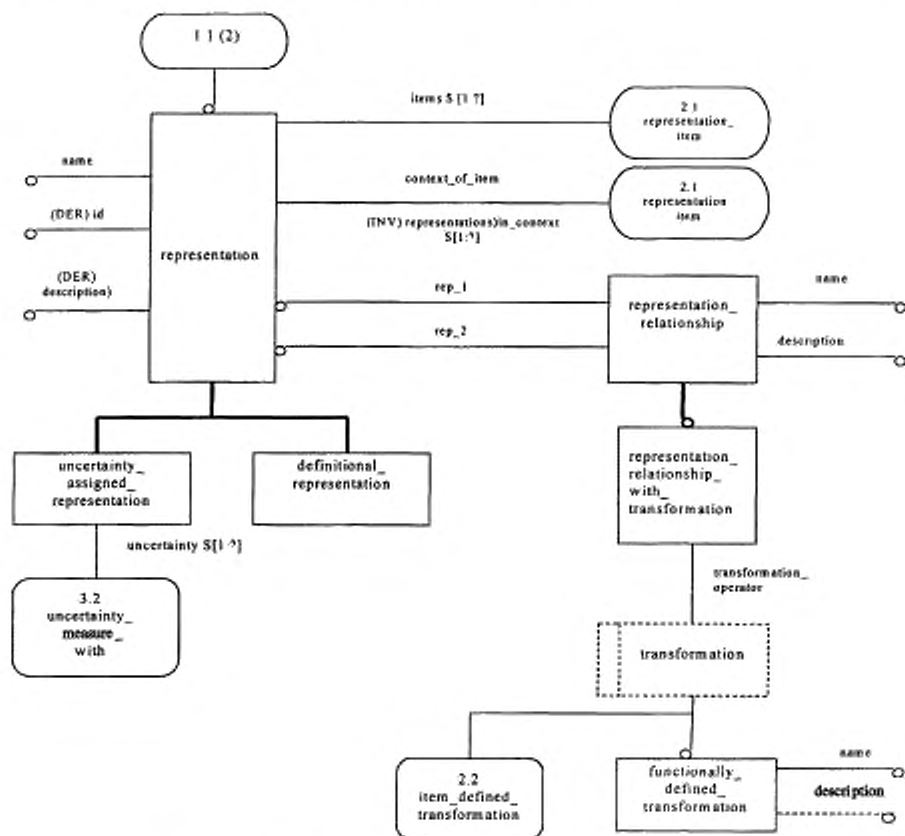 1 1 (2)
items S [1 ?]
2 1
representation_
item
name
context_of_item
2.1
representation
item
(DER) id
(INV) representations)in_context
S[1:?]
representation
(DER)
description)
rep_1
representation_
relationship
name
rep_2
description
uncertainty_
assigned_
representation
definitional_
representation
representation_
relationship_
with_
transformation
uncertainty S[1 ?]
transformation_
operator
3.2
uncertainty_
measure_
with
transformation
2.2
item_defined_
transformation
functionally_
defined_
transformation
name
description